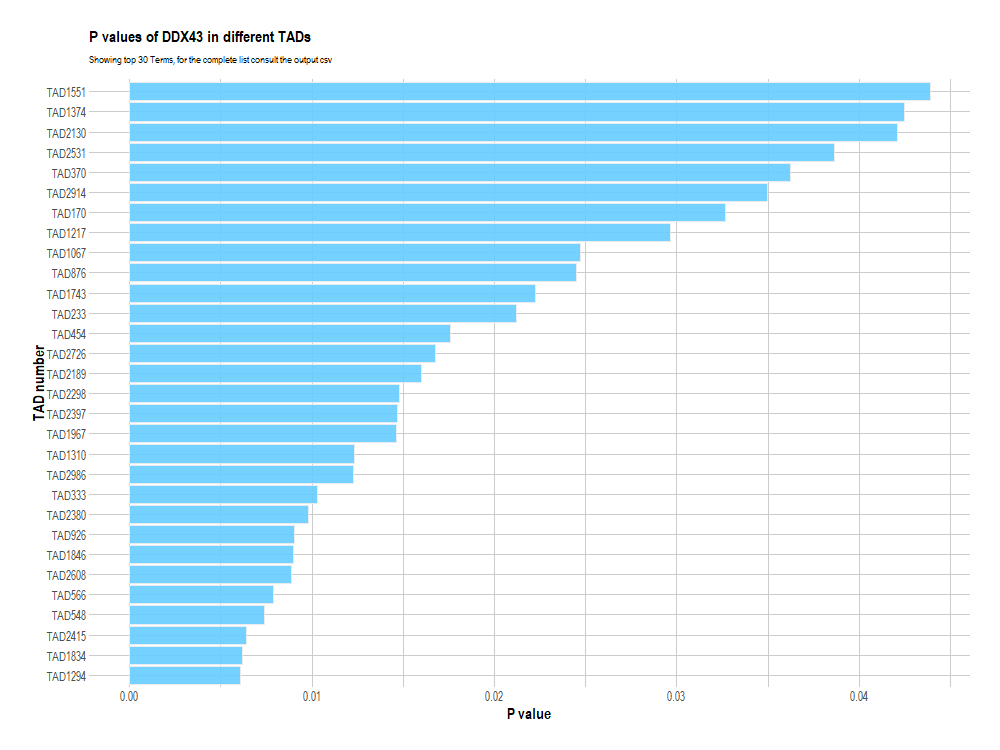 P values of DDX43 in different TADs
Showing top 30 Terms, for the complete list consult the output csv
TAD1551
TAD1374
TAD2130
TAD2531
TAD370
TAD2914
TAD170
TAD1217
TAD1067
TAD876
TAD1743
TAD233
TAD454
TAD2726
TAD2189
TAD2298
TAD2397
TAD1967
TAD1310
TAD2986
TAD333
TAD2380
TAD926
TAD1846
TAD2608
TAD566
TAD548
TAD2415
TAD1834
TAD1294
TAD number
0.00 0.01 0.02 0.03 0.04
P value